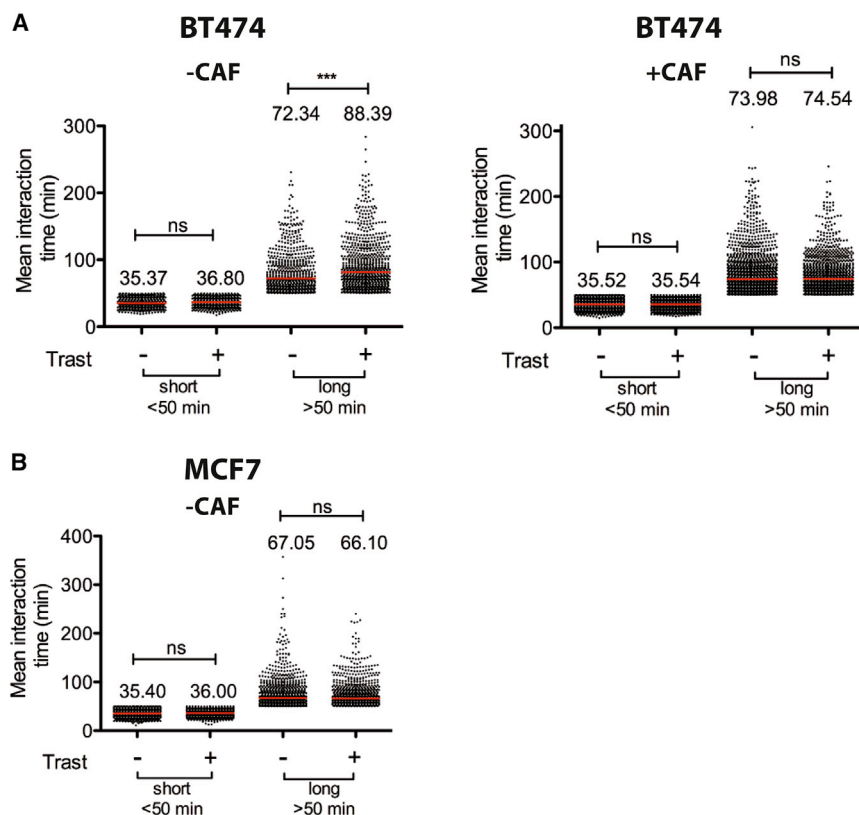 A
BT474
-CAF
***
72.34 88.39
300
200
100
0
Mean interaction
time (min)
ns
35.37 36.80
Trast - + - +
short
<50 min
long
>50 min
BT474
+CAF
ns
73.98 74.54
300
200
100
0
Mean interaction
time (min)
ns
35.52 35.54
Trast - + - +
short
<50 min
long
>50 min
B
MCF7
-CAF
ns
67.05 66.10
400
300
200
100
0
Mean interaction
time (min)
ns
35.40 36.00
Trast - + - +
short
<50 min
long
>50 min